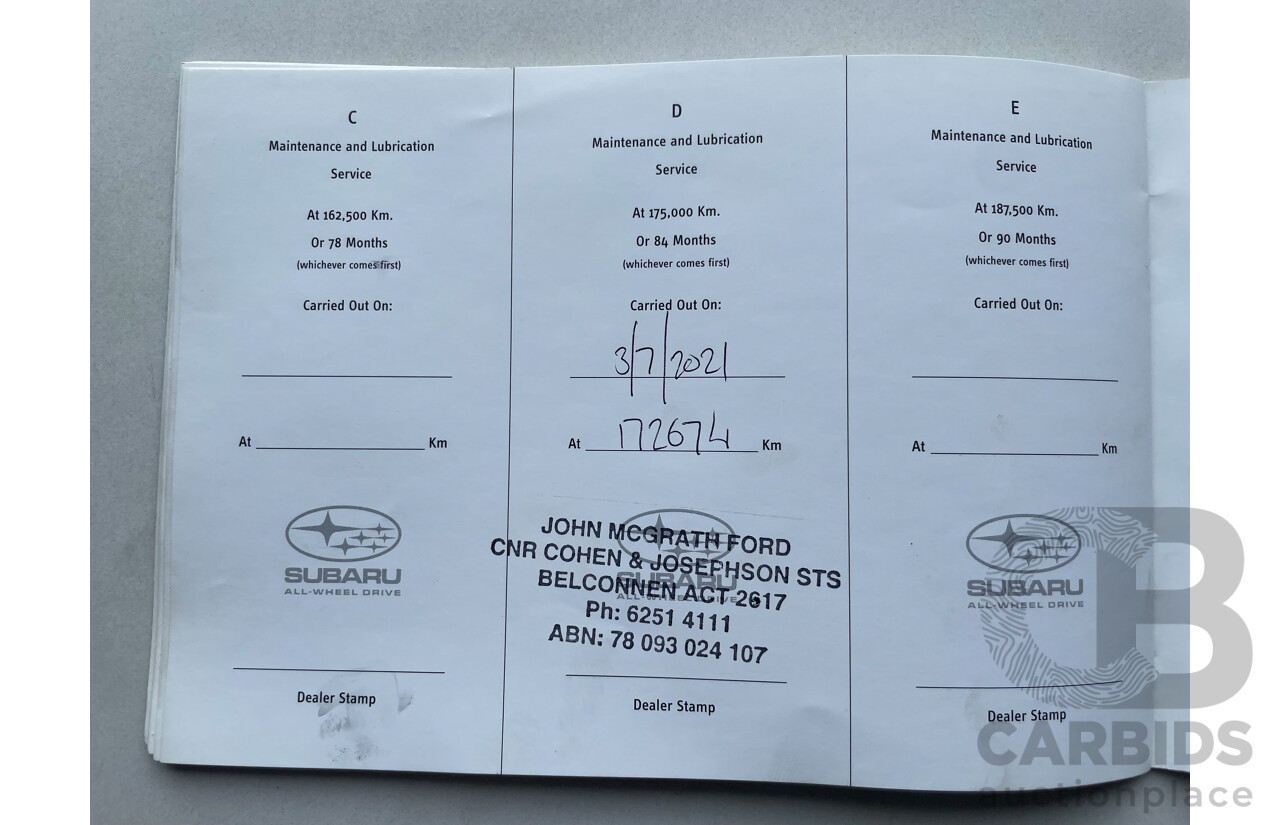 C
Maintenance and Lubrication
Service
At 162,500 Km.
Or 78 Months
(whichever comes first)
Carried Out On:
At Km
SUBARU
ALL-WHEEL DRIVE
Dealer Stamp
D
Maintenance and Lubrication
Service
At 175,000 Km.
Or 84 Months
(whichever comes first)
Carried Out On:
3/7/2021
At 172674 Km
JOHN MCGRATH FORD
CNR COHEN & JOSEPHSON STS
SUBARU
BELCONNEN ACT 2617
ALL-WHEEL DRIVE
Ph: 6251 4111
ABN: 78 093 024 107
Dealer Stamp
E
Maintenance and Lubrication
Service
At 187,500 Km.
Or 90 Months
(whichever comes first)
Carried Out On:
At Km
SUBARU
ALL-WHEEL DRIVE
Dealer Stamp
B
CARBIDS
auctionplace